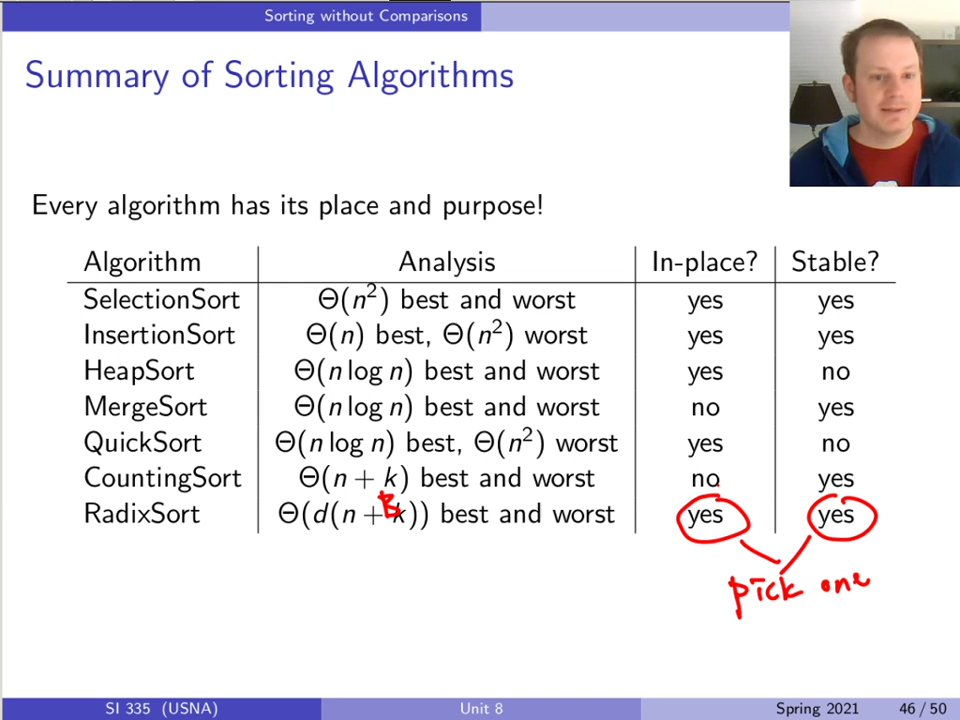 Sorting without Comparisons
Summary of Sorting Algorithms
Every algorithm has its place and purpose!
Algorithm Analysis In-place? Stable?
SelectionSort Θ(n²) best and worst yes yes
InsertionSort Θ(n) best, Θ(n²) worst yes yes
HeapSort Θ(n log n) best and worst yes no
MergeSort Θ(n log n) best and worst no yes
QuickSort Θ(n log n) best, Θ(n²) worst yes no
CountingSort Θ(n + k) best and worst no yes
B
RadixSort Θ(d(n + k)) best and worst yes yes
pick one
SI 335 (USNA) Unit 8 Spring 2021 46 / 50